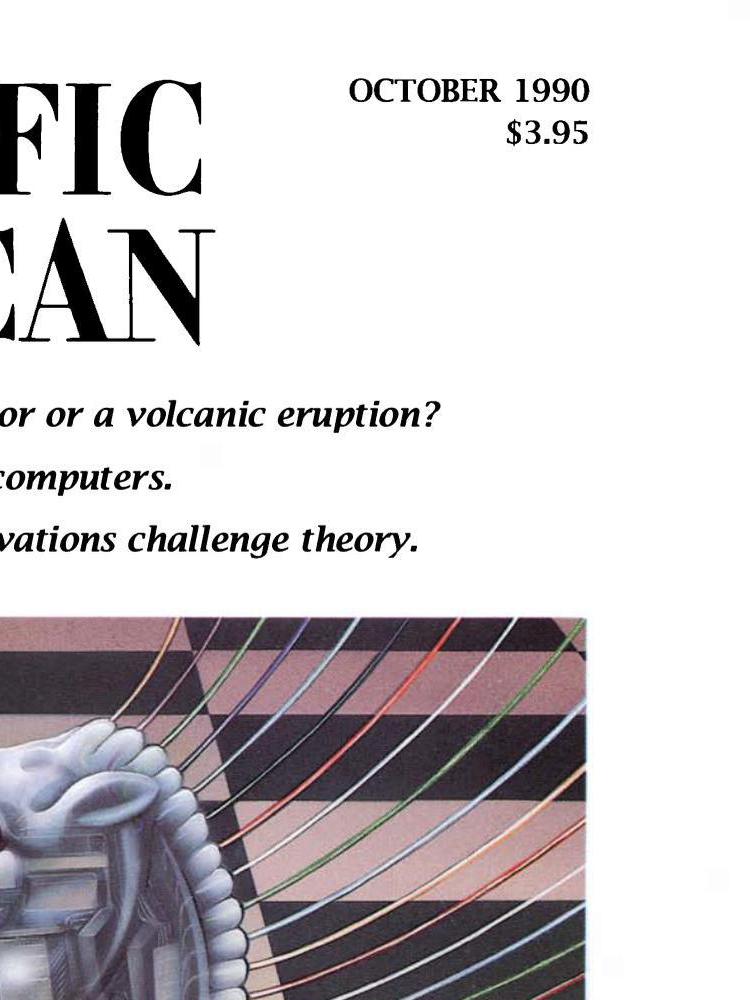 OCTOBER 1990
$3.95
FIC
CAN
or or a volcanic eruption?
computers.
vations challenge theory.